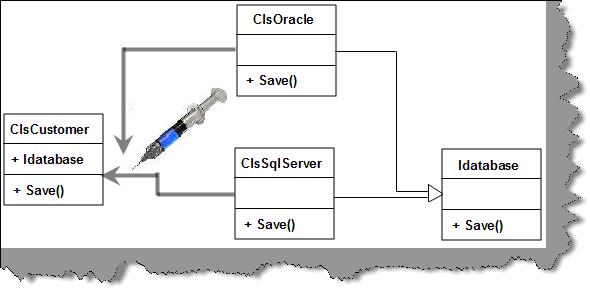 ClsOracle
+ Save()
ClsCustomer
+ Idatabase
+ Save()
ClsSqlServer
+ Save()
Idatabase
+ Save()